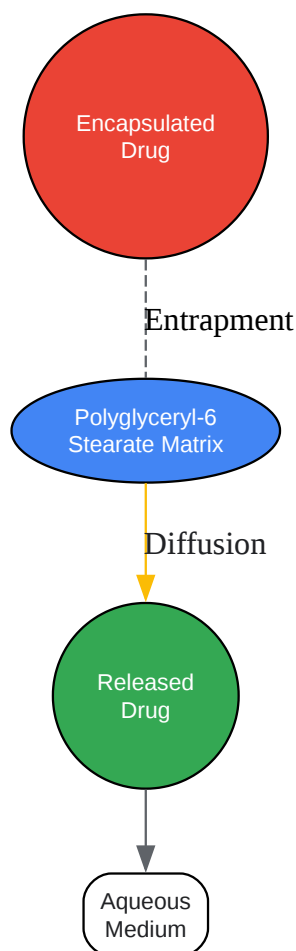 Encapsulated
Drug
Entrapment
Polyglyceryl-6
Stearate Matrix
Diffusion
Released
Drug
Aqueous
Medium